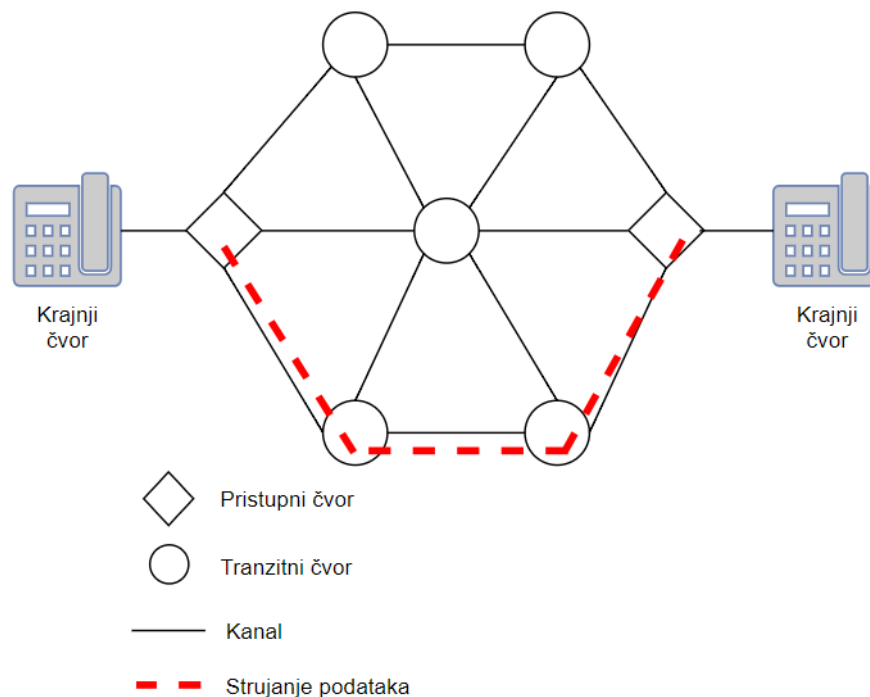 Krajnji
čvor
Krajnji
čvor
Pristupni čvor
Tranzitni čvor
Kanal
Strujanje podataka